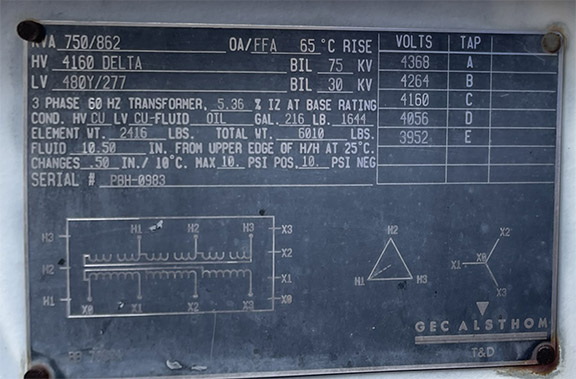 KVA 750/862 OA/FFA 65 °C RISE
HV 4160 DELTA BIL 75 KV
LV 480Y/277 BIL 30 KV
3 PHASE 60 HZ TRANSFORMER, 5.36 % IZ AT BASE RATING
COND. HV CU LV CU-FLUID OIL GAL. 216 LB. 1644
ELEMENT WT. 2416 LBS. TOTAL WT. 6010 LBS.
FLUID 10.50 IN. FROM UPPER EDGE OF H/H AT 25°C.
CHANGES .50 IN./ 10°C. MAX 10 PSI POS. 10 PSI NEG
SERIAL # PBH-0983
VOLTS TAP
4368 A
4264 B
4160 C
4056 D
3952 E
H3 H1 H2 H3 X3
X2
H2
X1
H1 X0 X1 X2 X3 X0
H2
H1 H3
X2
X1 X0
X3
GEC ALSTHOM
T&D